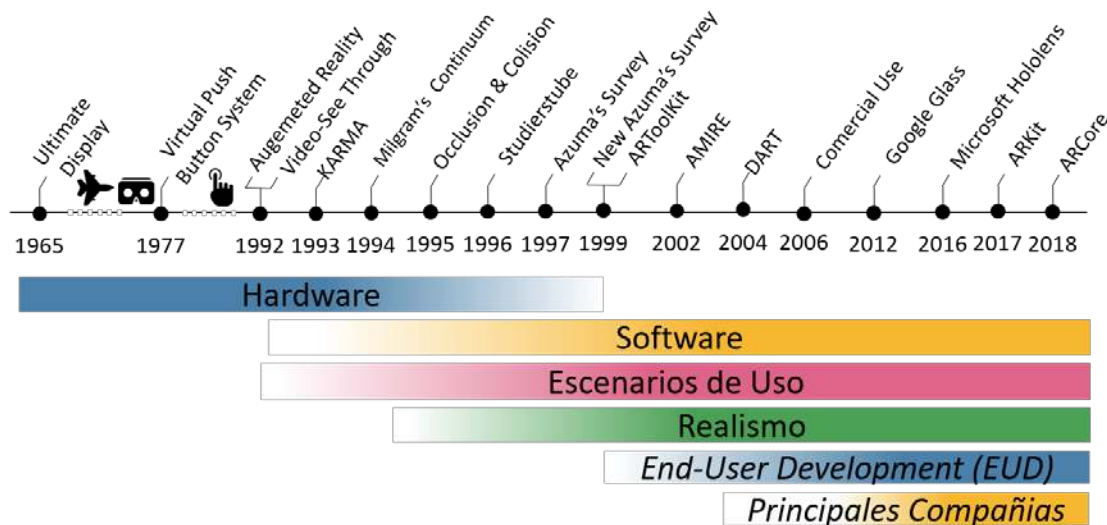 Ultimate
Display
Virtual Push
Button System
Augemeted Reality
Video-See Through
KARMA
Milgram's Continuum
Occlusion & Colision
Studierstube
Azuma's Survey
New Azuma's Survey
ARToolKit
AMIRE
DART
Comercial Use
Google Glass
Microsoft Hololens
ARKit
ARCore
1965 1977 1992 1993 1994 1995 1996 1997 1999 2002 2004 2006 2012 2016 2017 2018
Hardware
Software
Escenarios de Uso
Realismo
End-User Development (EUD)
Principales Compañias